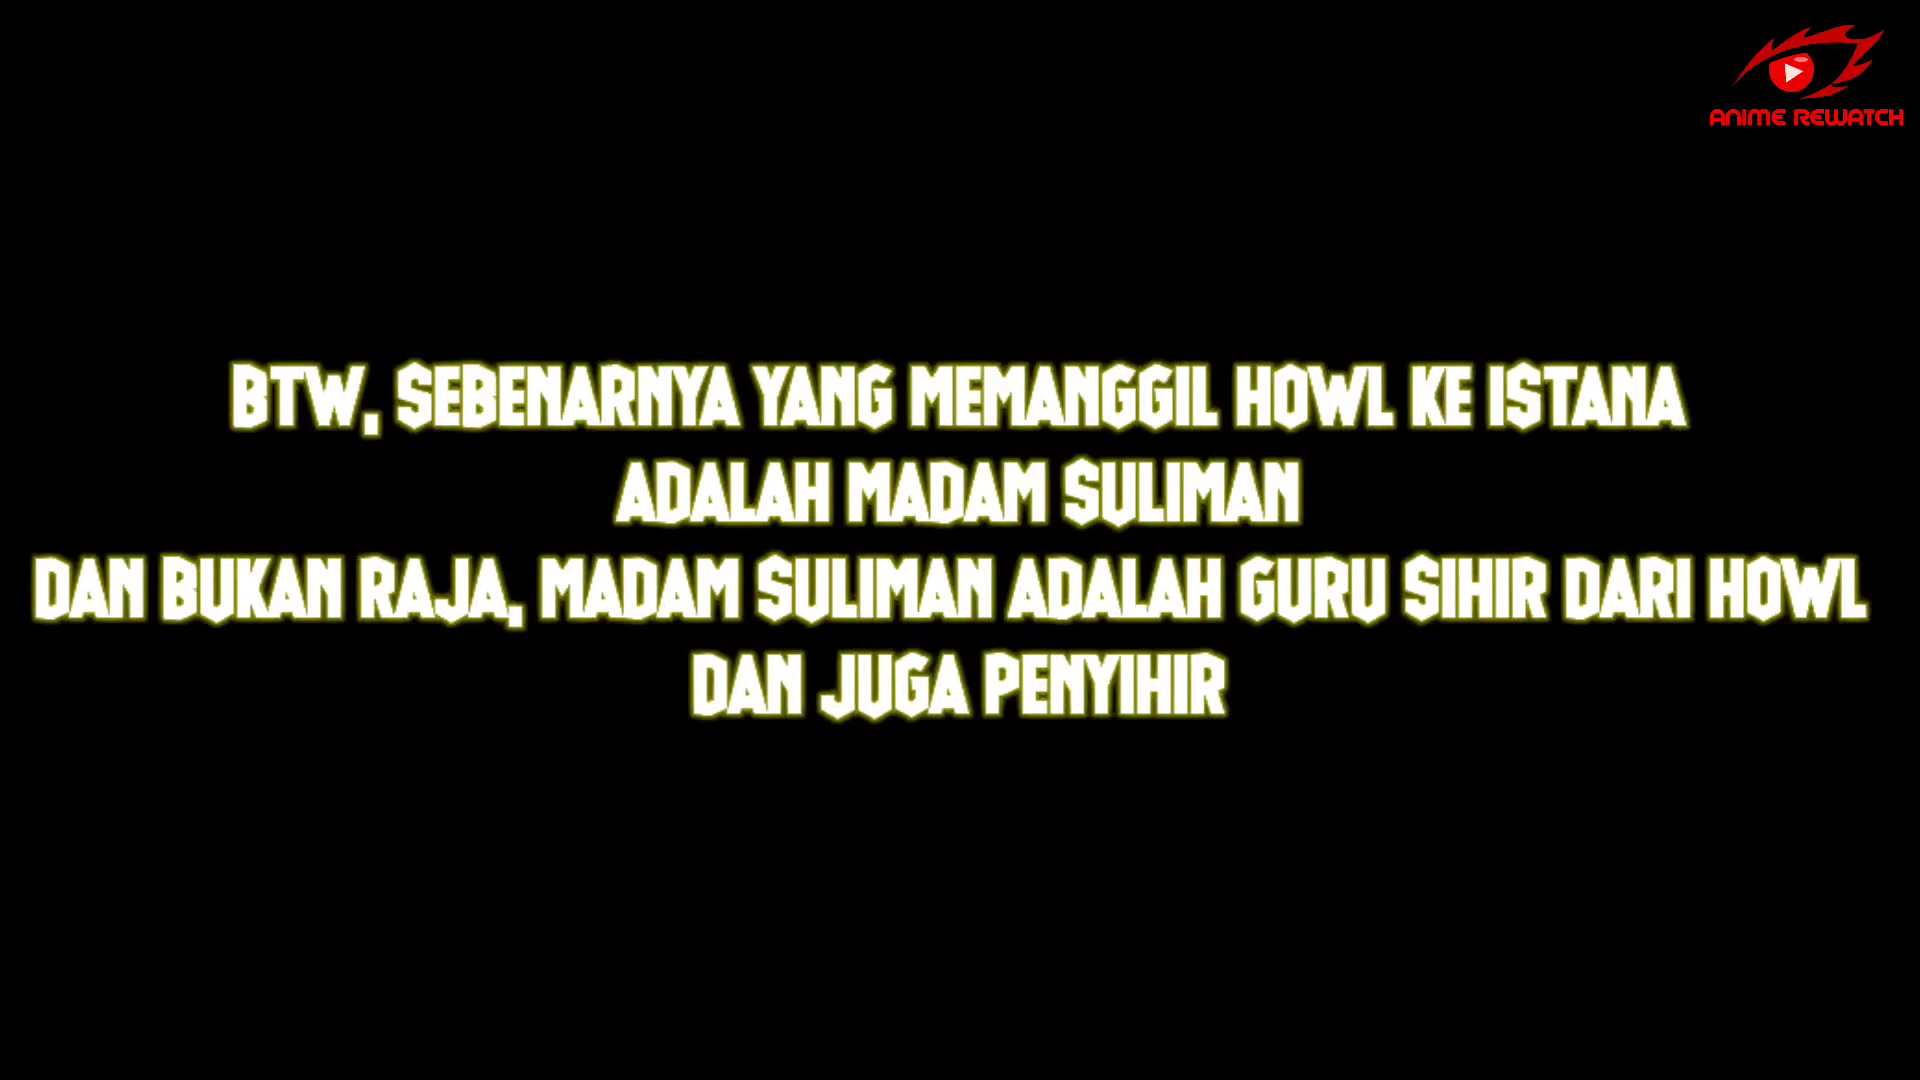 ANIME REWATCH
BTW, SEBENARNYA YANG MEMANGGIL HOWL KE ISTANA
ADALAH MADAM SULIMAN
DAN BUKAN RAJA, MADAM SULIMAN ADALAH GURU SIHIR DARI HOWL
DAN JUGA PENYIHIR